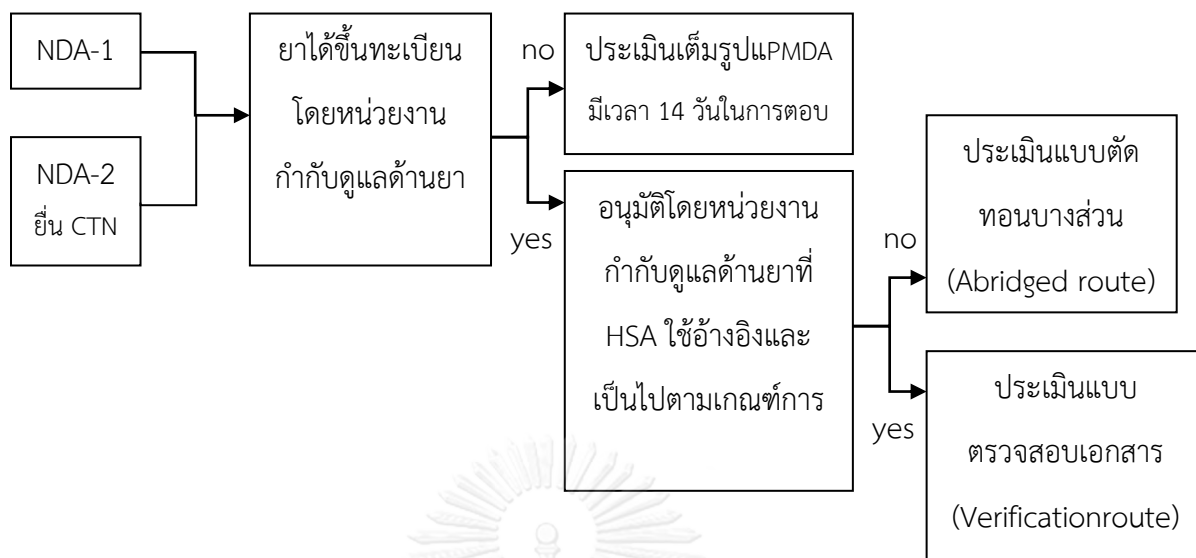 NDA-1
NDA-2
ยื่น CTN
ยาได้ขึ้นทะเบียน
โดยหน่วยงาน
กำกับดูแลด้านยา
no
ประเมินเต็มรูปแPMDA
มีเวลา 14 วันในการตอบ
yes
อนุมัติโดยหน่วยงาน
กำกับดูแลด้านยาที่
HSA ใช้อ้างอิงและ
เป็นไปตามเกณฑ์การ
no
ประเมินแบบตัด
ทอนบางส่วน
(Abridged route)
yes
ประเมินแบบ
ตรวจสอบเอกสาร
(Verificationroute)